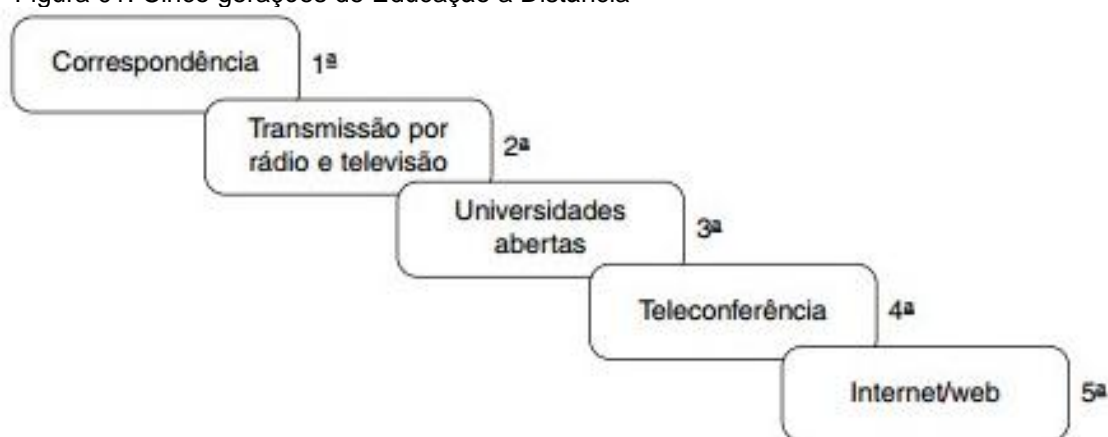 Correspondência 1ª
Transmissão por
rádio e televisão 2ª
Universidades
abertas 3ª
Teleconferência 4ª
Internet/web 5ª